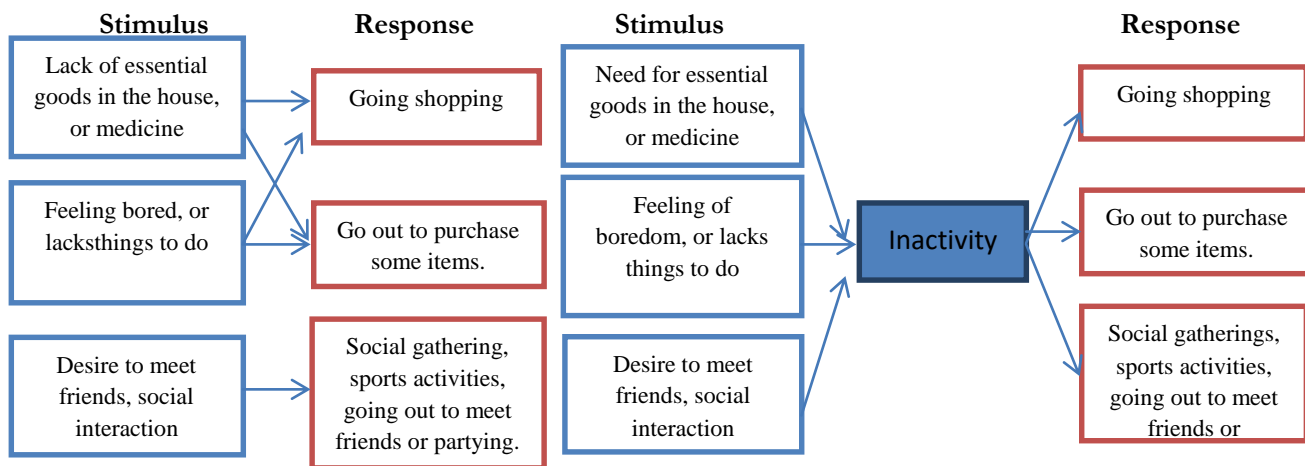 Stimulus
Response
Stimulus
Response
Lack of essential
goods in the house,
or medicine
Going shopping
Need for essential
goods in the house,
or medicine
Going shopping
Feeling bored, or
lacksthings to do
Go out to purchase
some items.
Feeling of
boredom, or lacks
things to do
Inactivity
Go out to purchase
some items.
Desire to meet
friends, social
interaction
Social gathering,
sports activities,
going out to meet
friends or partying.
Desire to meet
friends, social
interaction
Social gatherings,
sports activities,
going out to meet
friends or